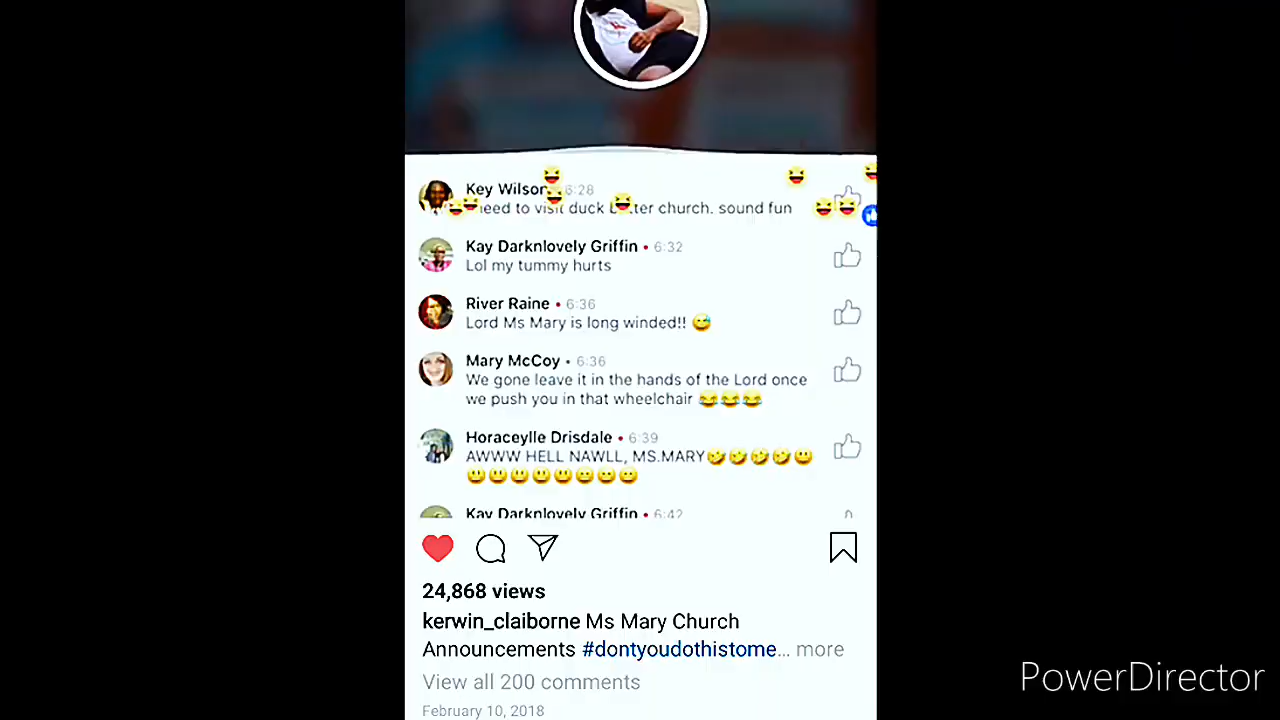 Key Wilson 6:28
need to visit duck butter church. sound fun
Kay Darknlovely Griffin • 6:32
Lol my tummy hurts
River Raine • 6:36
Lord Ms Mary is long winded!! 😅
Mary McCoy • 6:36
We gone leave it in the hands of the Lord once
we push you in that wheelchair 😂😂😂
Horaceylle Drisdale • 6:39
AWWW HELL NAWLL, MS.MARY🤣🤣🤣🤣😃
😃😃😃😃😃😃😃😃
Kay Darknlovely Griffin • 6:42
24,868 views
kerwin_claiborne Ms Mary Church
Announcements #dontyoudothistome... more
View all 200 comments
February 10, 2018
PowerDirector